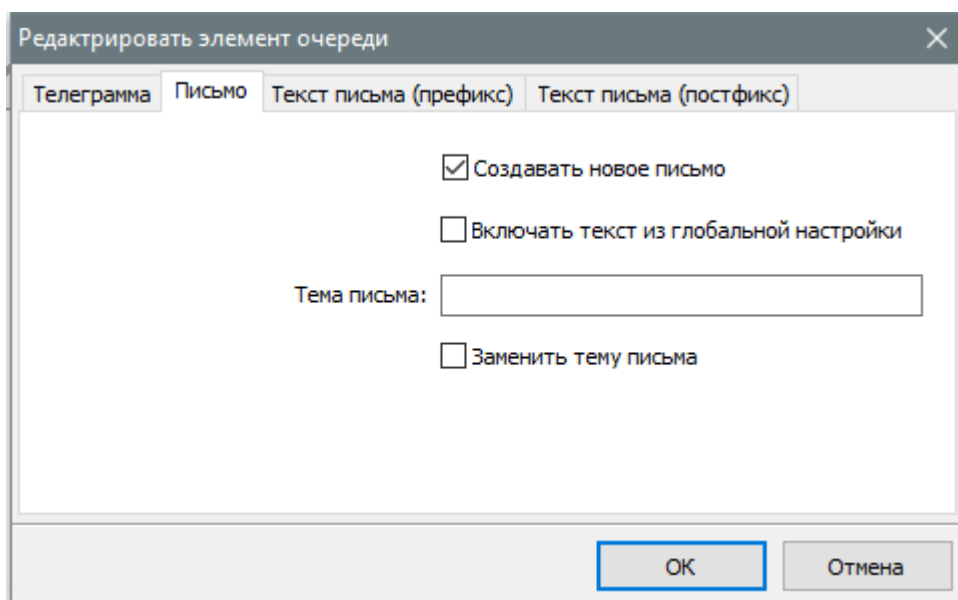 Редактрировать элемент очереди
Телеграмма Письмо Текст письма (префикс) Текст письма (постфикс)
Создавать новое письмо
Включать текст из глобальной настройки
Тема письма:
Заменить тему письма
OK Отмена